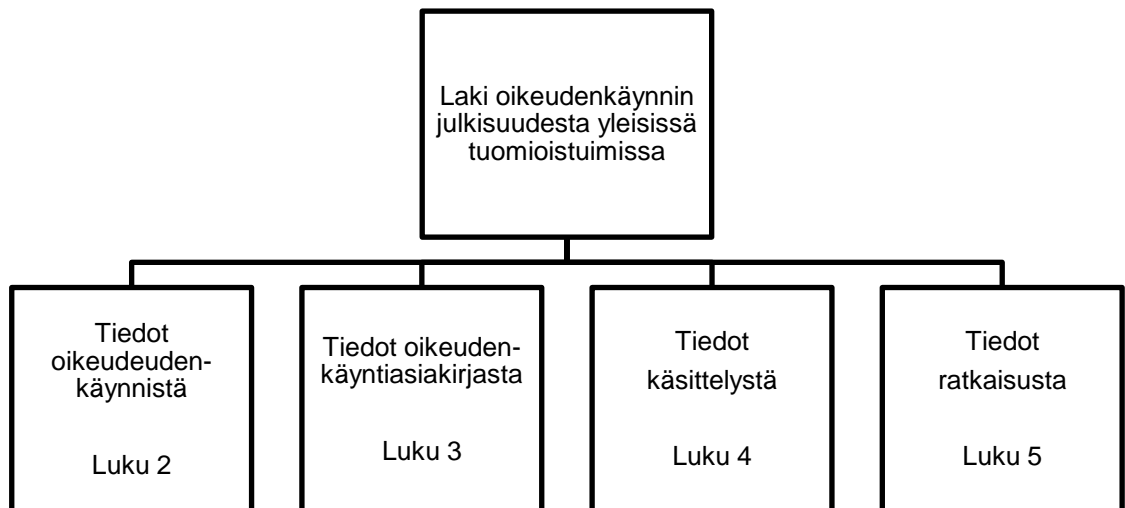 Laki oikeudenkäynnin
julkisuudesta yleisissä
tuomioistuimissa
Tiedot
oikeudeuden-
käynnistä
Luku 2
Tiedot oikeuden-
käyntiasiakirjasta
Luku 3
Tiedot
käsittelystä
Luku 4
Tiedot
ratkaisusta
Luku 5